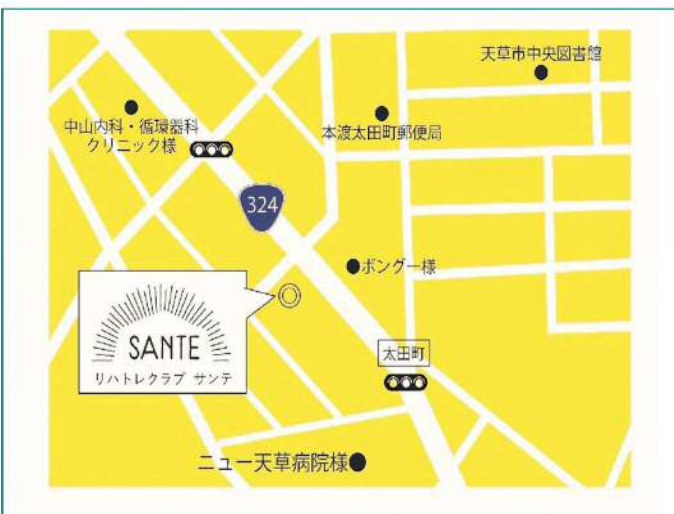 天草市中央図書館
中山内科・循環器科
クリニック様
本渡太田町郵便局
324
ボングー様
SANTE
リハトレクラブ サンテ
太田町
ニュー天草病院様